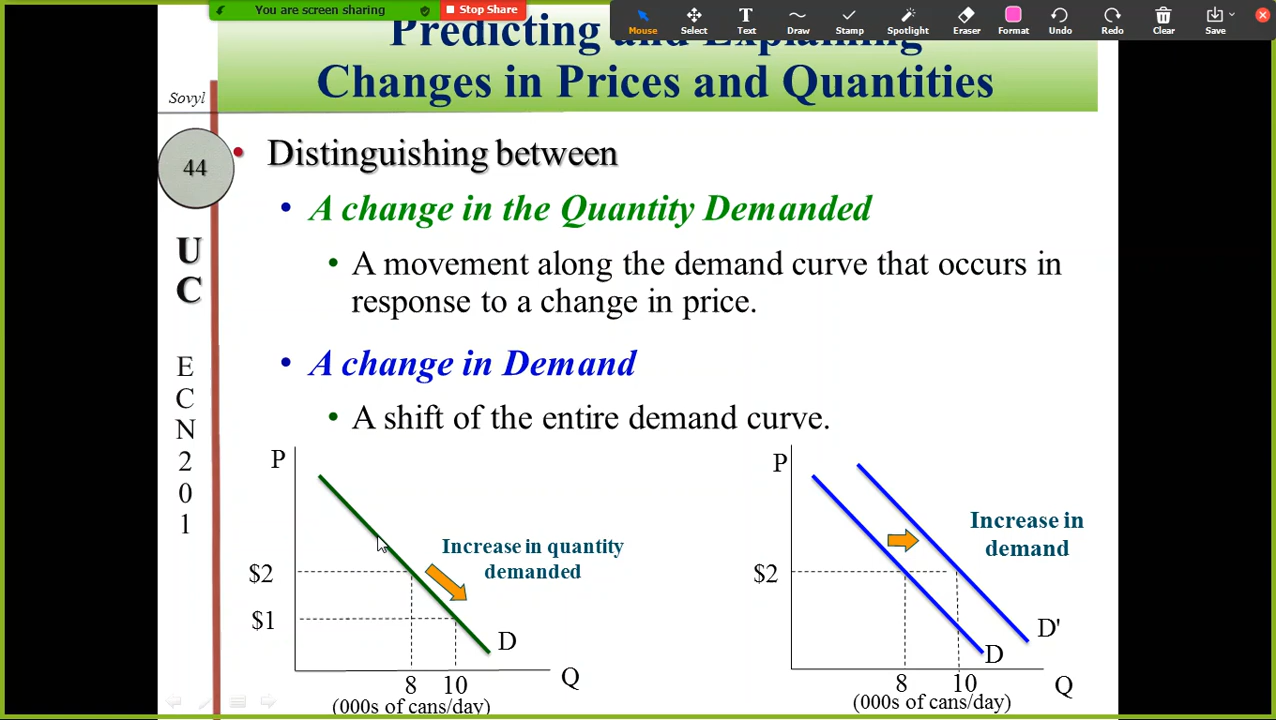 You are screen sharing
Stop Share
Mouse
Select
Text
Draw
Stamp
Spotlight
Eraser
Format
Undo
Redo
Clear
Save
Predicting and Explaining
Changes in Prices and Quantities
Sovyl
44
U
C
E
C
N
2
0
1
• Distinguishing between
• A change in the Quantity Demanded
• A movement along the demand curve that occurs in
response to a change in price.
• A change in Demand
• A shift of the entire demand curve.
P
$2
$1
Increase in quantity
demanded
D
8 10
Q
(000s of cans/day)
P
$2
Increase in
demand
D'
D
8 10
Q
(000s of cans/day)